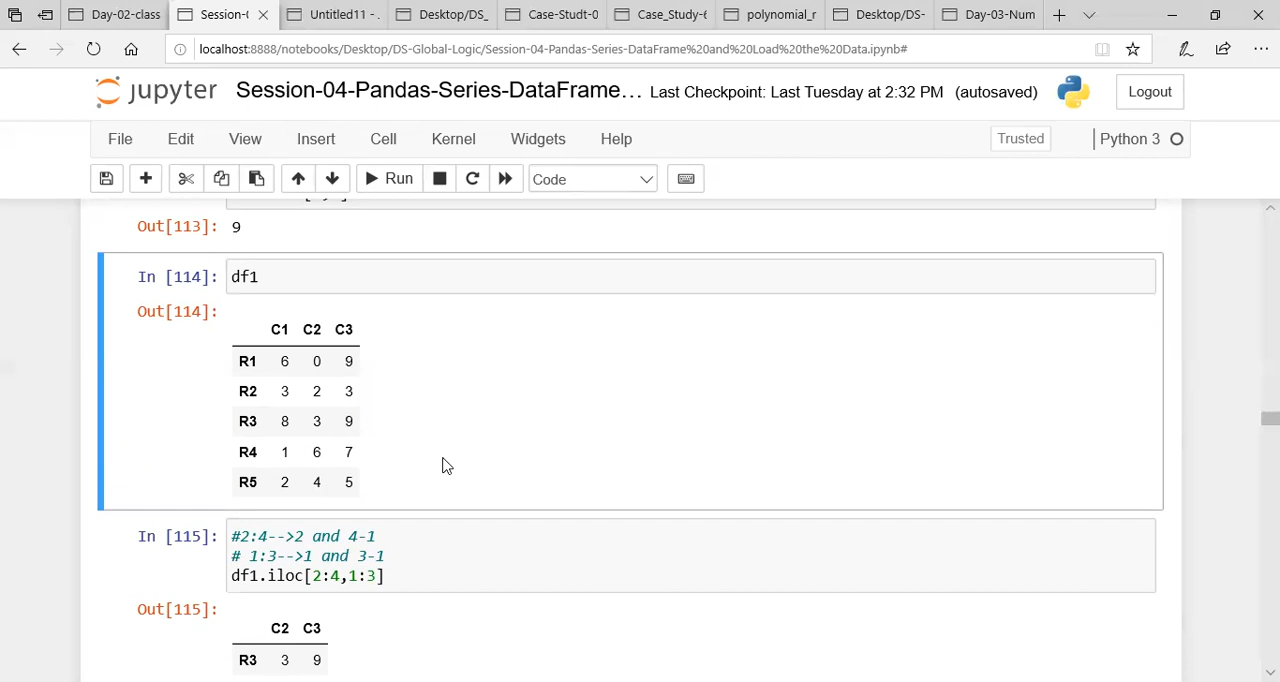 Day-02-class
Session-(
Untitled11 - .
Desktop/DS_
Case-Studt-0
Case_Study-6
polynomial_r
Desktop/DS-
Day-03-Num
localhost:8888/notebooks/Desktop/DS-Global-Logic/Session-04-Pandas-Series-DataFrame%20and%20Load%20the%20Data.ipynb#
jupyter Session-04-Pandas-Series-DataFrame... Last Checkpoint: Last Tuesday at 2:32 PM (autosaved) Logout
File Edit View Insert Cell Kernel Widgets Help Trusted Python 3
Run Code
Out[113]: 9
In [114]: df1
Out[114]:
C1 C2 C3
R1 6 0 9
R2 3 2 3
R3 8 3 9
R4 1 6 7
R5 2 4 5
In [115]: #2:4-->2 and 4-1
# 1:3-->1 and 3-1
df1.iloc[2:4,1:3]
Out[115]:
C2 C3
R3 3 9